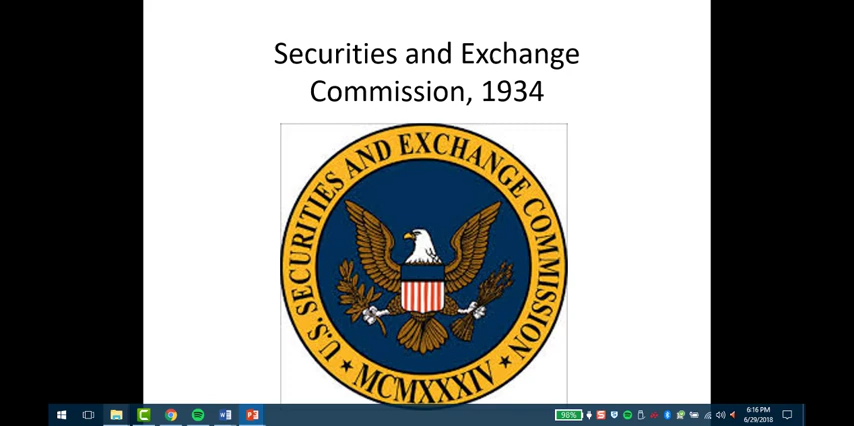 Securities and Exchange
Commission, 1934
U.S. SECURITIES AND EXCHANGE COMMISSION
MCMXXXIV
98%
6:16 PM
6/29/2018